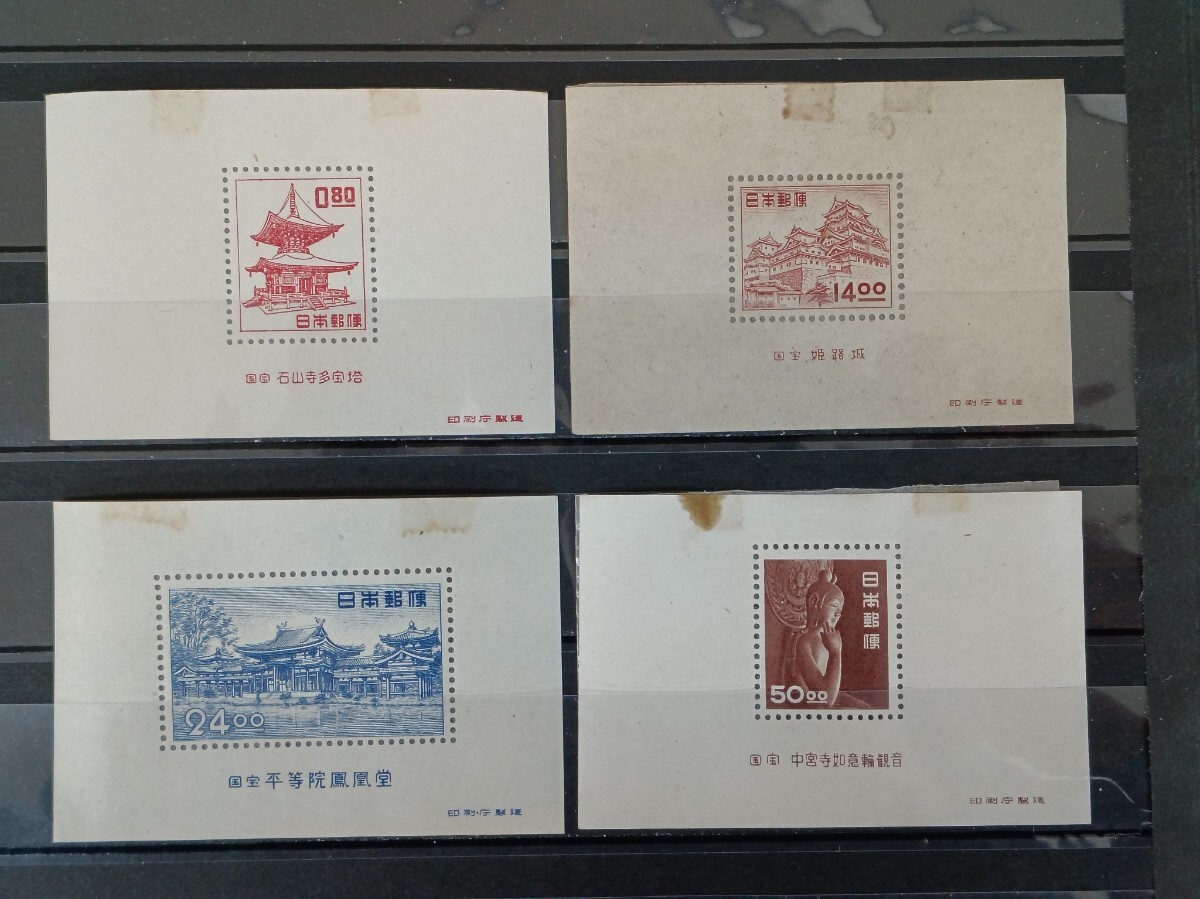 0.80
日本郵便
国宝 石山寺多宝塔
印刷庁製造
日本郵便
14.00
国宝 姫路城
印刷庁製造
日本郵便
24.00
国宝 平等院鳳凰堂
印刷庁製造
日本郵便
50.00
国宝 中宮寺如意輪観音
印刷庁製造